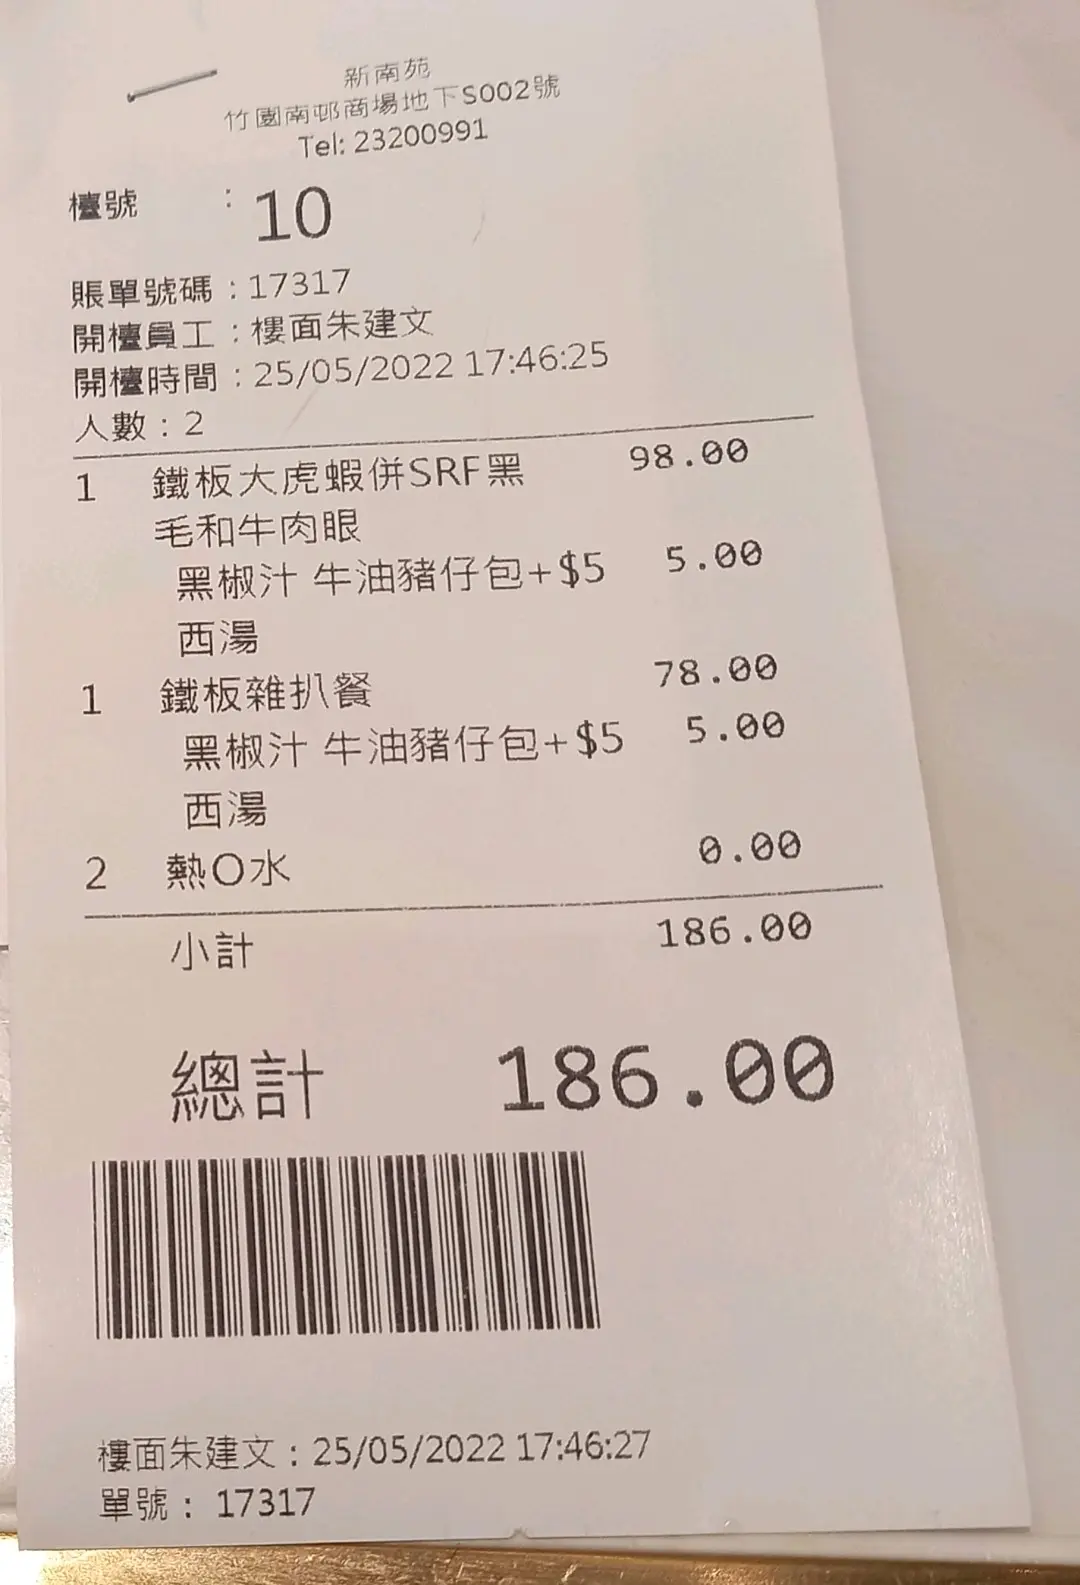 新南苑
竹園南邨商場地下S002號
Tel: 23200991
檯號 : 10
賬單號碼 : 17317
開檯員工 : 樓面朱建文
開檯時間 : 25/05/2022 17:46:25
人數 : 2
1 鐵板大虎蝦併SRF黑 98.00
毛和牛肉眼
黑椒汁 牛油豬仔包+$5 5.00
西湯
1 鐵板雜扒餐 78.00
黑椒汁 牛油豬仔包+$5 5.00
西湯
2 熱O水 0.00
小計 186.00
總計 186.00
樓面朱建文 : 25/05/2022 17:46:27
單號 : 17317